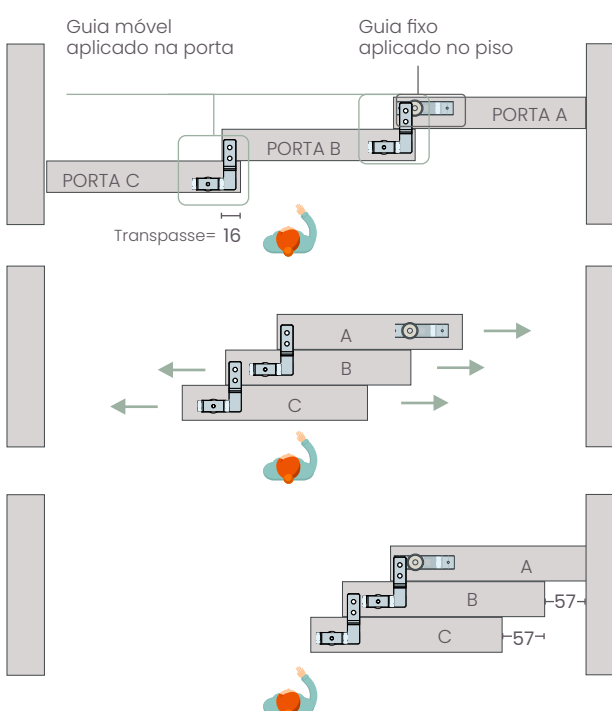 Guia móvel
aplicado na porta
Guia fixo
aplicado no piso
PORTA A
PORTA B
PORTA C
Transpasse= 16
A
B
C
A
B
57
C
57